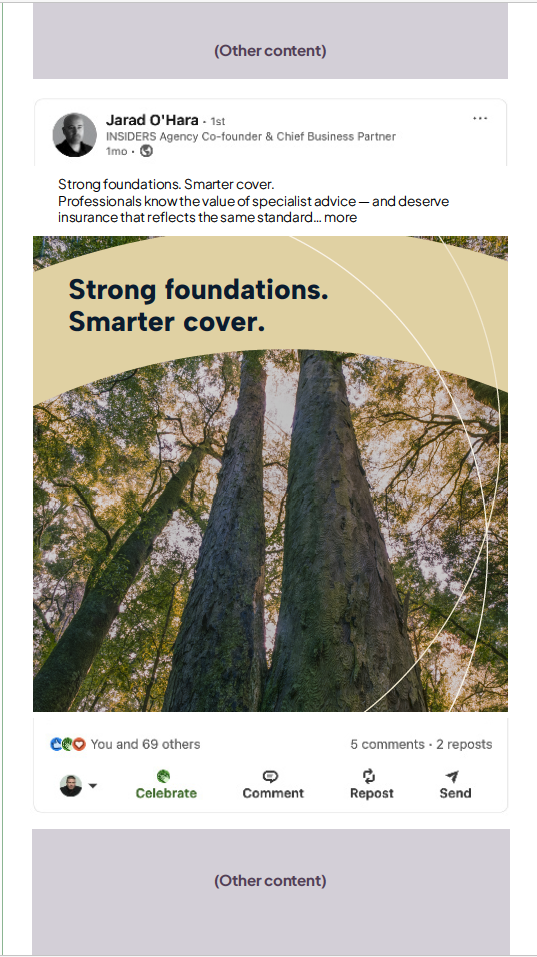 (Other content)
Jarad O'Hara · 1st
INSIDERS Agency Co-founder & Chief Business Partner
1mo ·
Strong foundations. Smarter cover.
Professionals know the value of specialist advice — and deserve
insurance that reflects the same standard... more
Strong foundations.
Smarter cover.
You and 69 others
5 comments · 2 reposts
Celebrate
Comment
Repost
Send
(Other content)